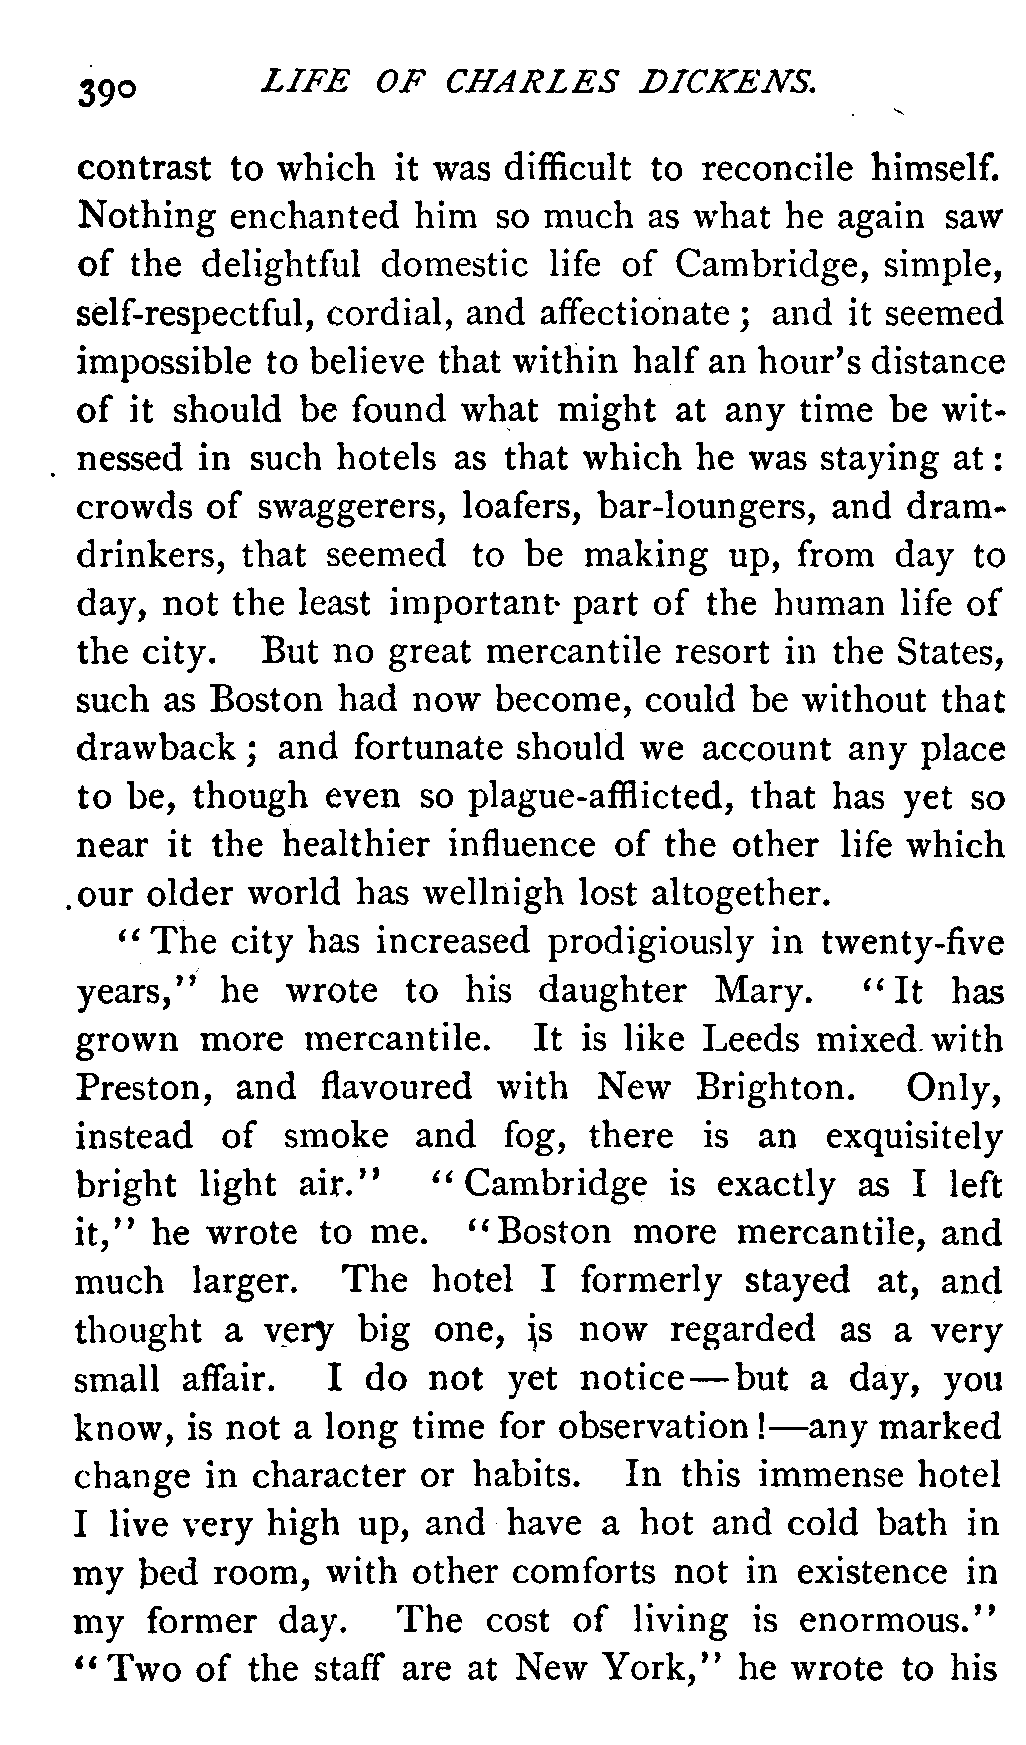 390 LIFE OF CHARLES DICKENS.
contrast to which it was difficult to reconcile himself.
Nothing enchanted him so much as what he again saw
of the delightful domestic life of Cambridge, simple,
self-respectful, cordial, and affectionate ; and it seemed
impossible to believe that within half an hour's distance
of it should be found what might at any time be wit-
nessed in such hotels as that which he was staying at :
crowds of swaggerers, loafers, bar-loungers, and dram-
drinkers, that seemed to be making up, from day to
day, not the least important part of the human life of
the city. But no great mercantile resort in the States,
such as Boston had now become, could be without that
drawback ; and fortunate should we account any place
to be, though even so plague-afflicted, that has yet so
near it the healthier influence of the other life which
our older world has wellnigh lost altogether.
"The city has increased prodigiously in twenty-five
years," he wrote to his daughter Mary. "It has
grown more mercantile. It is like Leeds mixed with
Preston, and flavoured with New Brighton. Only,
instead of smoke and fog, there is an exquisitely
bright light air." "Cambridge is exactly as I left
it," he wrote to me. "Boston more mercantile, and
much larger. The hotel I formerly stayed at, and
thought a very big one, is now regarded as a very
small affair. I do not yet notice—but a day, you
know, is not a long time for observation !—any marked
change in character or habits. In this immense hotel
I live very high up, and have a hot and cold bath in
my bed room, with other comforts not in existence in
my former day. The cost of living is enormous."
"Two of the staff are at New York," he wrote to his